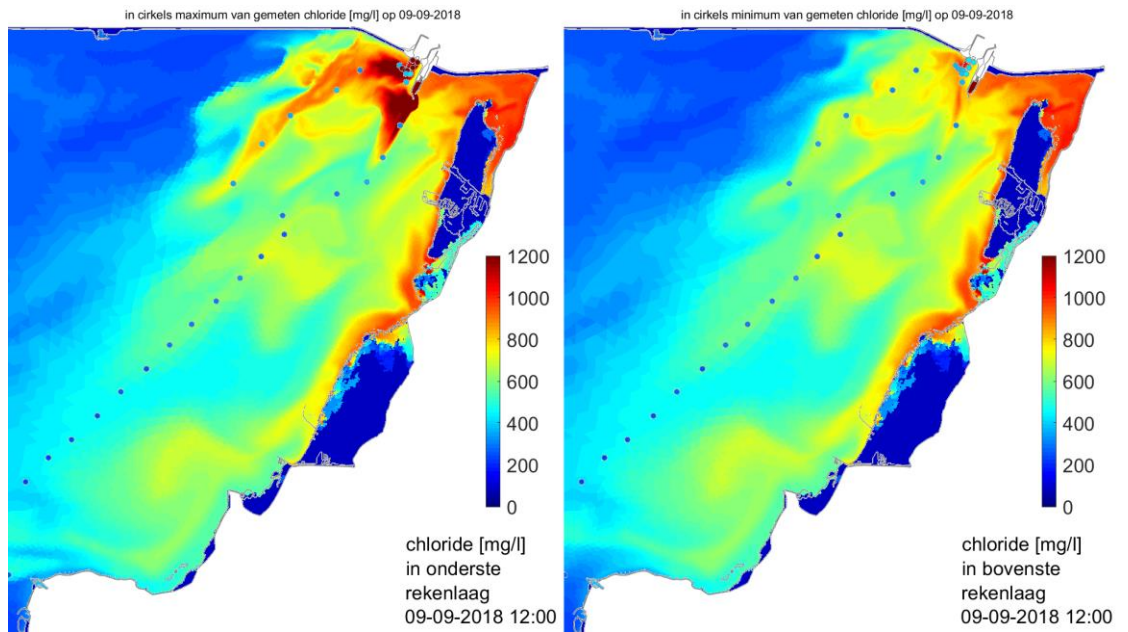 in cirkels maximum van gemeten chloride [mg/l] op 09-09-2018
1200
1000
800
600
400
200
0
chloride [mg/l]
in onderste
rekenlaag
09-09-2018 12:00
in cirkels minimum van gemeten chloride [mg/l] op 09-09-2018
1200
1000
800
600
400
200
0
chloride [mg/l]
in bovenste
rekenlaag
09-09-2018 12:00